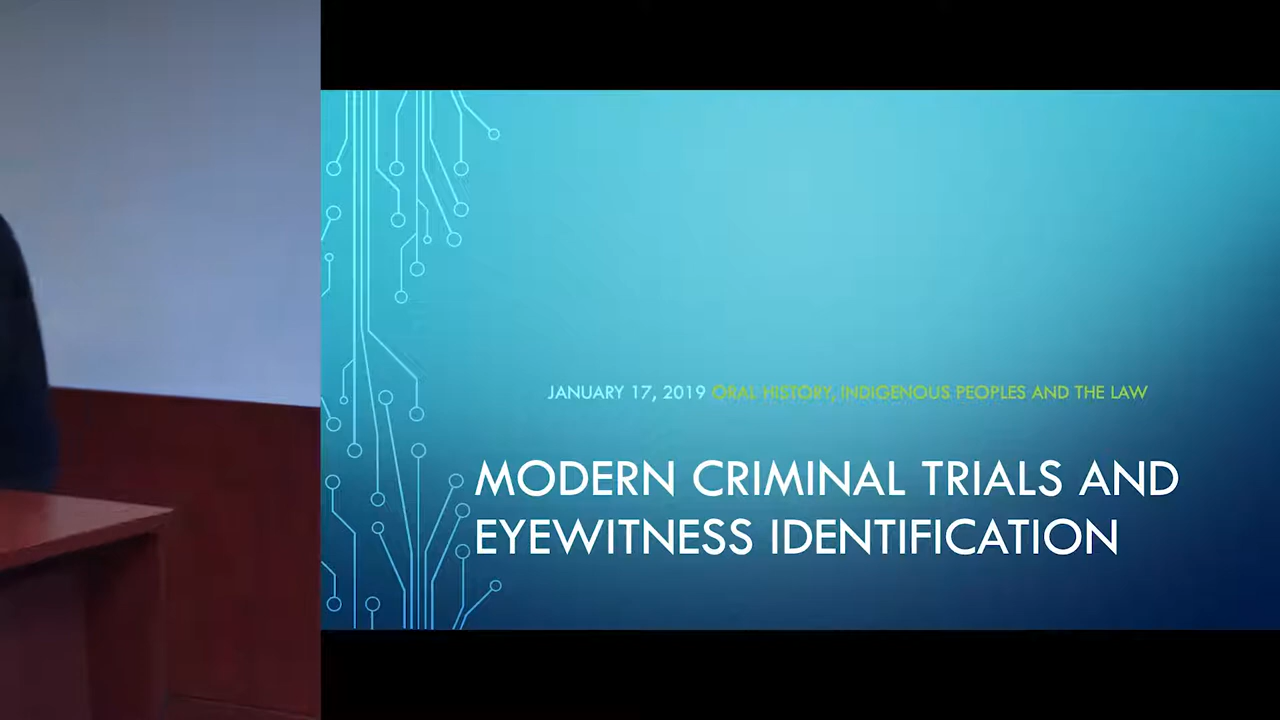 JANUARY 17, 2019 ORAL HISTORY, INDIGENOUS PEOPLES AND THE LAW
MODERN CRIMINAL TRIALS AND
EYEWITNESS IDENTIFICATION